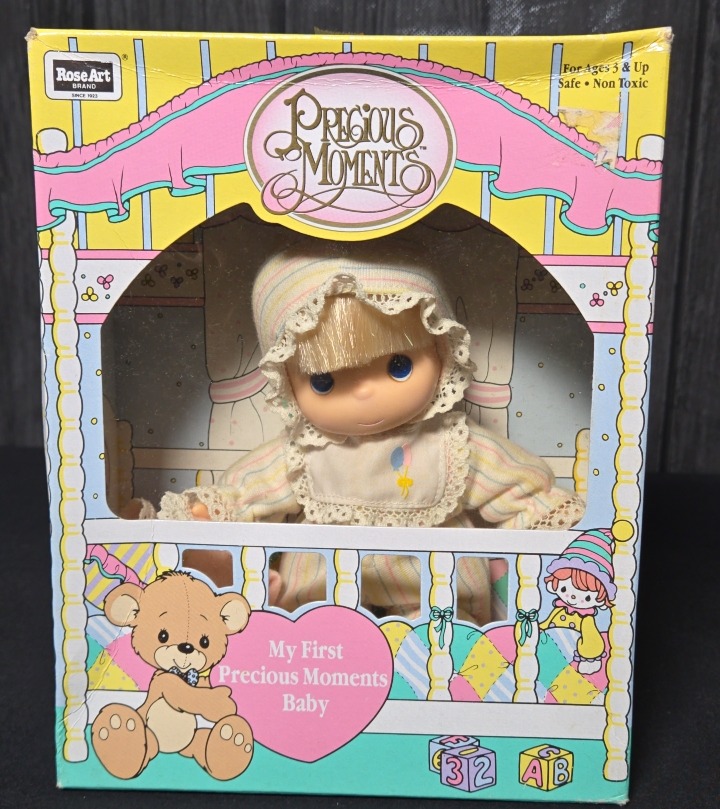 RoseArt
BRAND
SINCE 1923
®
For Ages 3 & Up
Safe • Non Toxic
PRECIOUS
MOMENTS™
My First
Precious Moments
Baby
3 2
A B